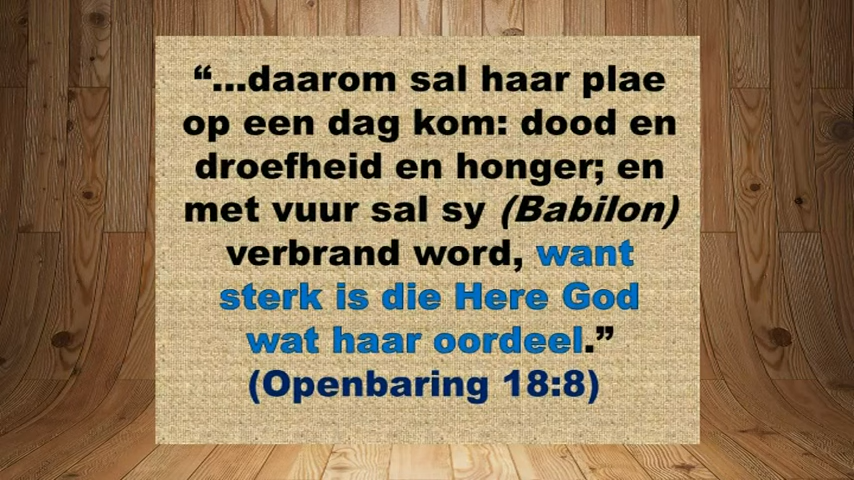 “...daarom sal haar plae
op een dag kom: dood en
droefheid en honger; en
met vuur sal sy (Babilon)
verbrand word, want
sterk is die Here God
wat haar oordeel.”
(Openbaring 18:8)